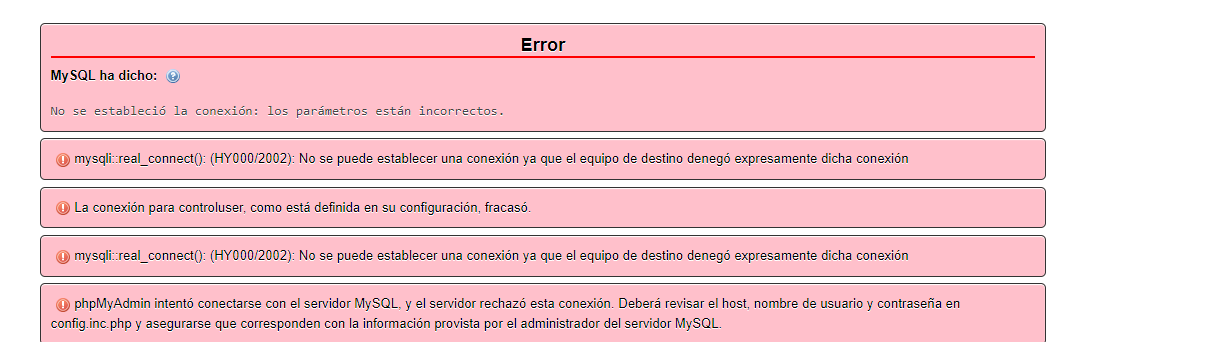 Error
MySQL ha dicho:
No se estableció la conexión: los parámetros están incorrectos.
mysqli::real_connect(): (HY000/2002): No se puede establecer una conexión ya que el equipo de destino denegó expresamente dicha conexión
La conexión para controluser, como está definida en su configuración, fracasó.
mysqli::real_connect(): (HY000/2002): No se puede establecer una conexión ya que el equipo de destino denegó expresamente dicha conexión
phpMyAdmin intentó conectarse con el servidor MySQL, y el servidor rechazó esta conexión. Deberá revisar el host, nombre de usuario y contraseña en
config.inc.php y asegurarse que corresponden con la información provista por el administrador del servidor MySQL.